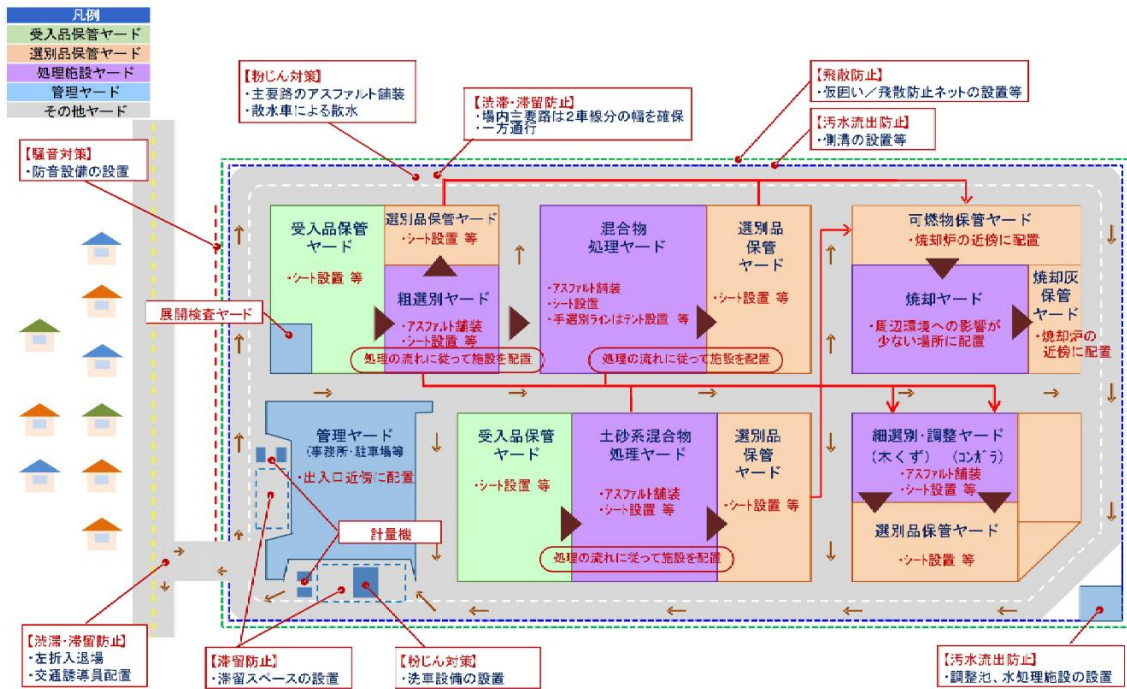 凡例
受入品保管ヤード
選別品保管ヤード
処理施設ヤード
管理ヤード
その他ヤード
【粉じん対策】
・主要路のアスファルト舗装
・散水車による散水
【渋滞・滞留防止】
・場内主要路は2車線分の幅を確保
・一方通行
【飛散防止】
・仮囲い／飛散防止ネットの設置等
【汚水流出防止】
・側溝の設置等
【騒音対策】
・防音設備の設置
受入品保管
ヤード
・シート設置 等
選別品保管ヤード
・シート設置 等
粗選別ヤード
・アスファルト舗装
・シート設置 等
処理の流れに従って施設を配置
展開検査ヤード
混合物
処理ヤード
・アスファルト舗装
・シート設置
・手選別ラインはテント設置 等
選別品
保管
ヤード
・シート設置 等
処理の流れに従って施設を配置
可燃物保管ヤード
・焼却炉の近傍に配置
焼却ヤード
・周辺環境への影響が
少ない場所に配置
焼却灰
保管
ヤード
・焼却炉の
近傍に配置
管理ヤード
(事務所・駐車場等)
・出入口近傍に配置
計量機
受入品保管
ヤード
・シート設置 等
土砂系混合物
処理ヤード
・アスファルト舗装
・シート設置 等
選別品
保管
ヤード
・シート設置 等
処理の流れに従って施設を配置
細選別・調整ヤード
(木くず) (コンガラ)
・アスファルト舗装
・シート設置 等
選別品保管ヤード
・シート設置 等
【渋滞・滞留防止】
・左折入退場
・交通誘導員配置
【滞留防止】
・滞留スペースの設置
【粉じん対策】
・洗車設備の設置
【汚水流出防止】
・調整池、水処理施設の設置